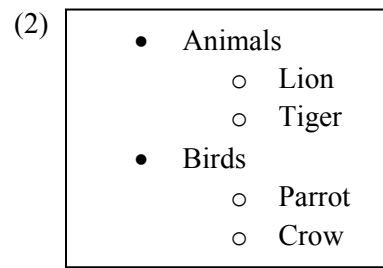 (2)
• Animals
o Lion
o Tiger
• Birds
o Parrot
o Crow